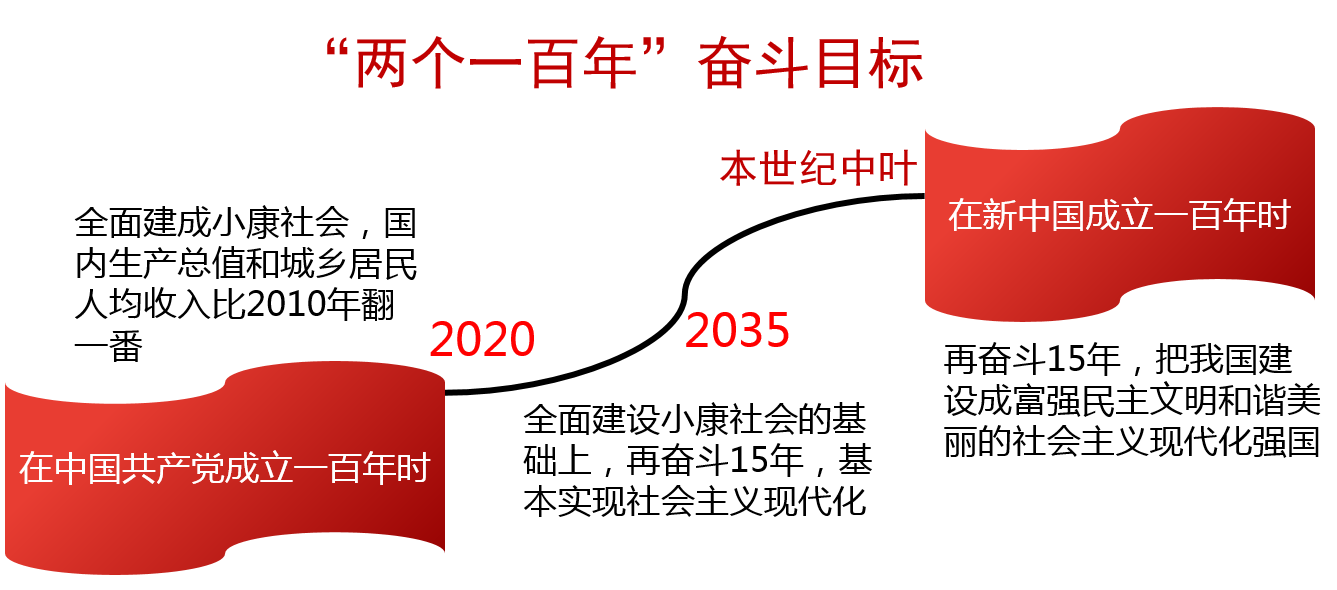 “两个一百年”奋斗目标
本世纪中叶
在新中国成立一百年时
全面建成小康社会，国
内生产总值和城乡居民
人均收入比2010年翻
一番
2020
2035
再奋斗15年，把我国建
设成富强民主文明和谐美
丽的社会主义现代化强国
在中国共产党成立一百年时
全面建设小康社会的基
础上，再奋斗15年，基
本实现社会主义现代化